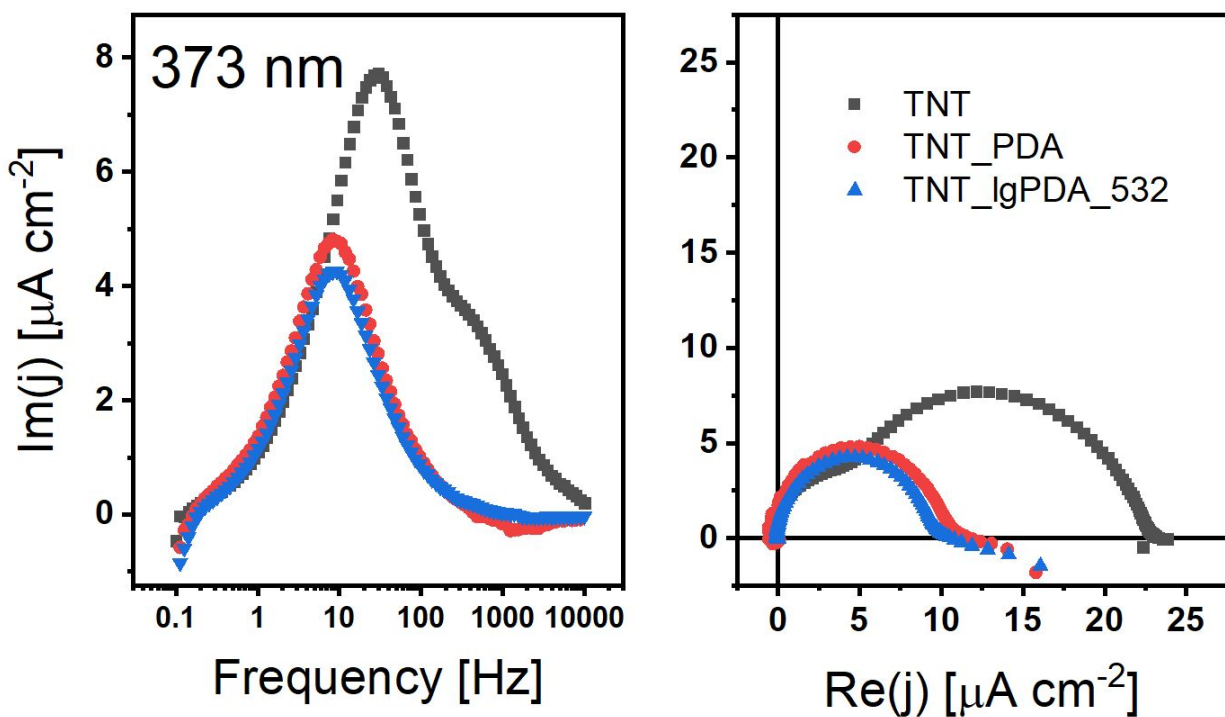 373 nm
8
6
4
2
0
0.1 1 10 100 1000 10000
Frequency [Hz]
Im(j) [μA cm⁻²]
25
20
15
10
5
0
0 5 10 15 20 25
Re(j) [μA cm⁻²]
TNT
TNT_PDA
TNT_lgPDA_532